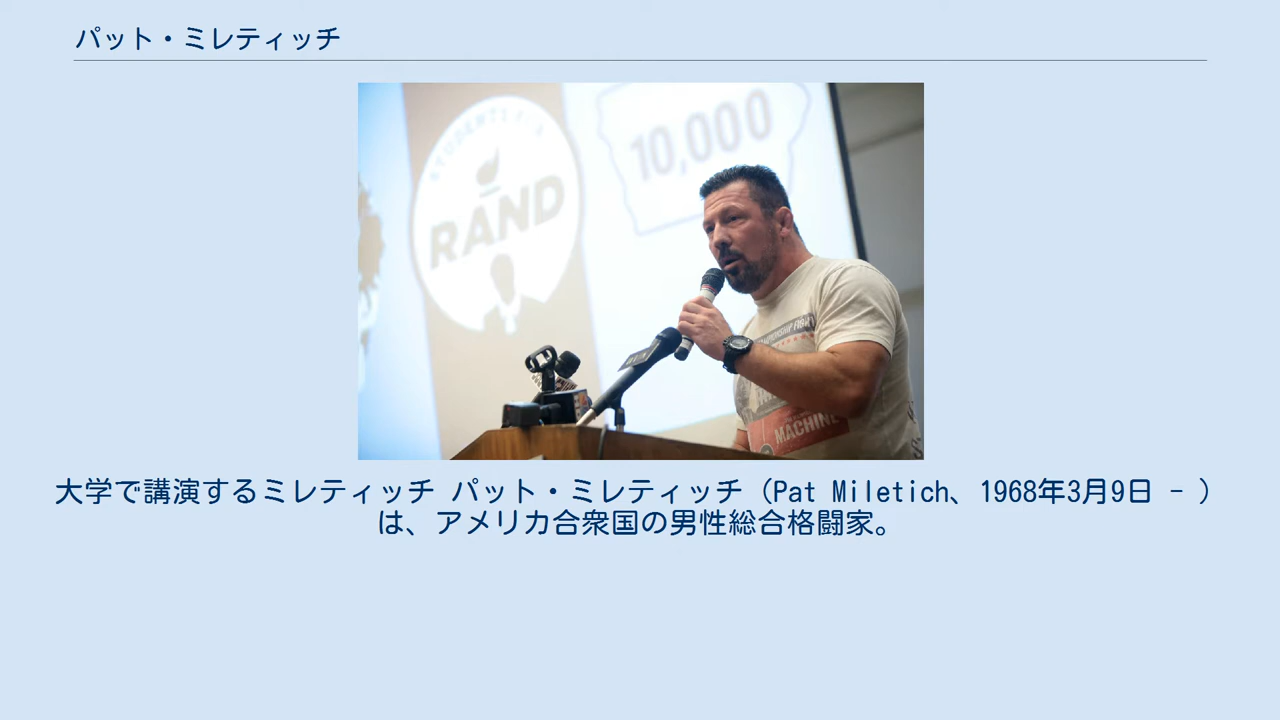 パット・ミレティッチ
STUDENTS FOR
RAND
10,000
MACHINE
大学で講演するミレティッチ パット・ミレティッチ（Pat Miletich、1968年3月9日 - ）
は、アメリカ合衆国の男性総合格闘家。